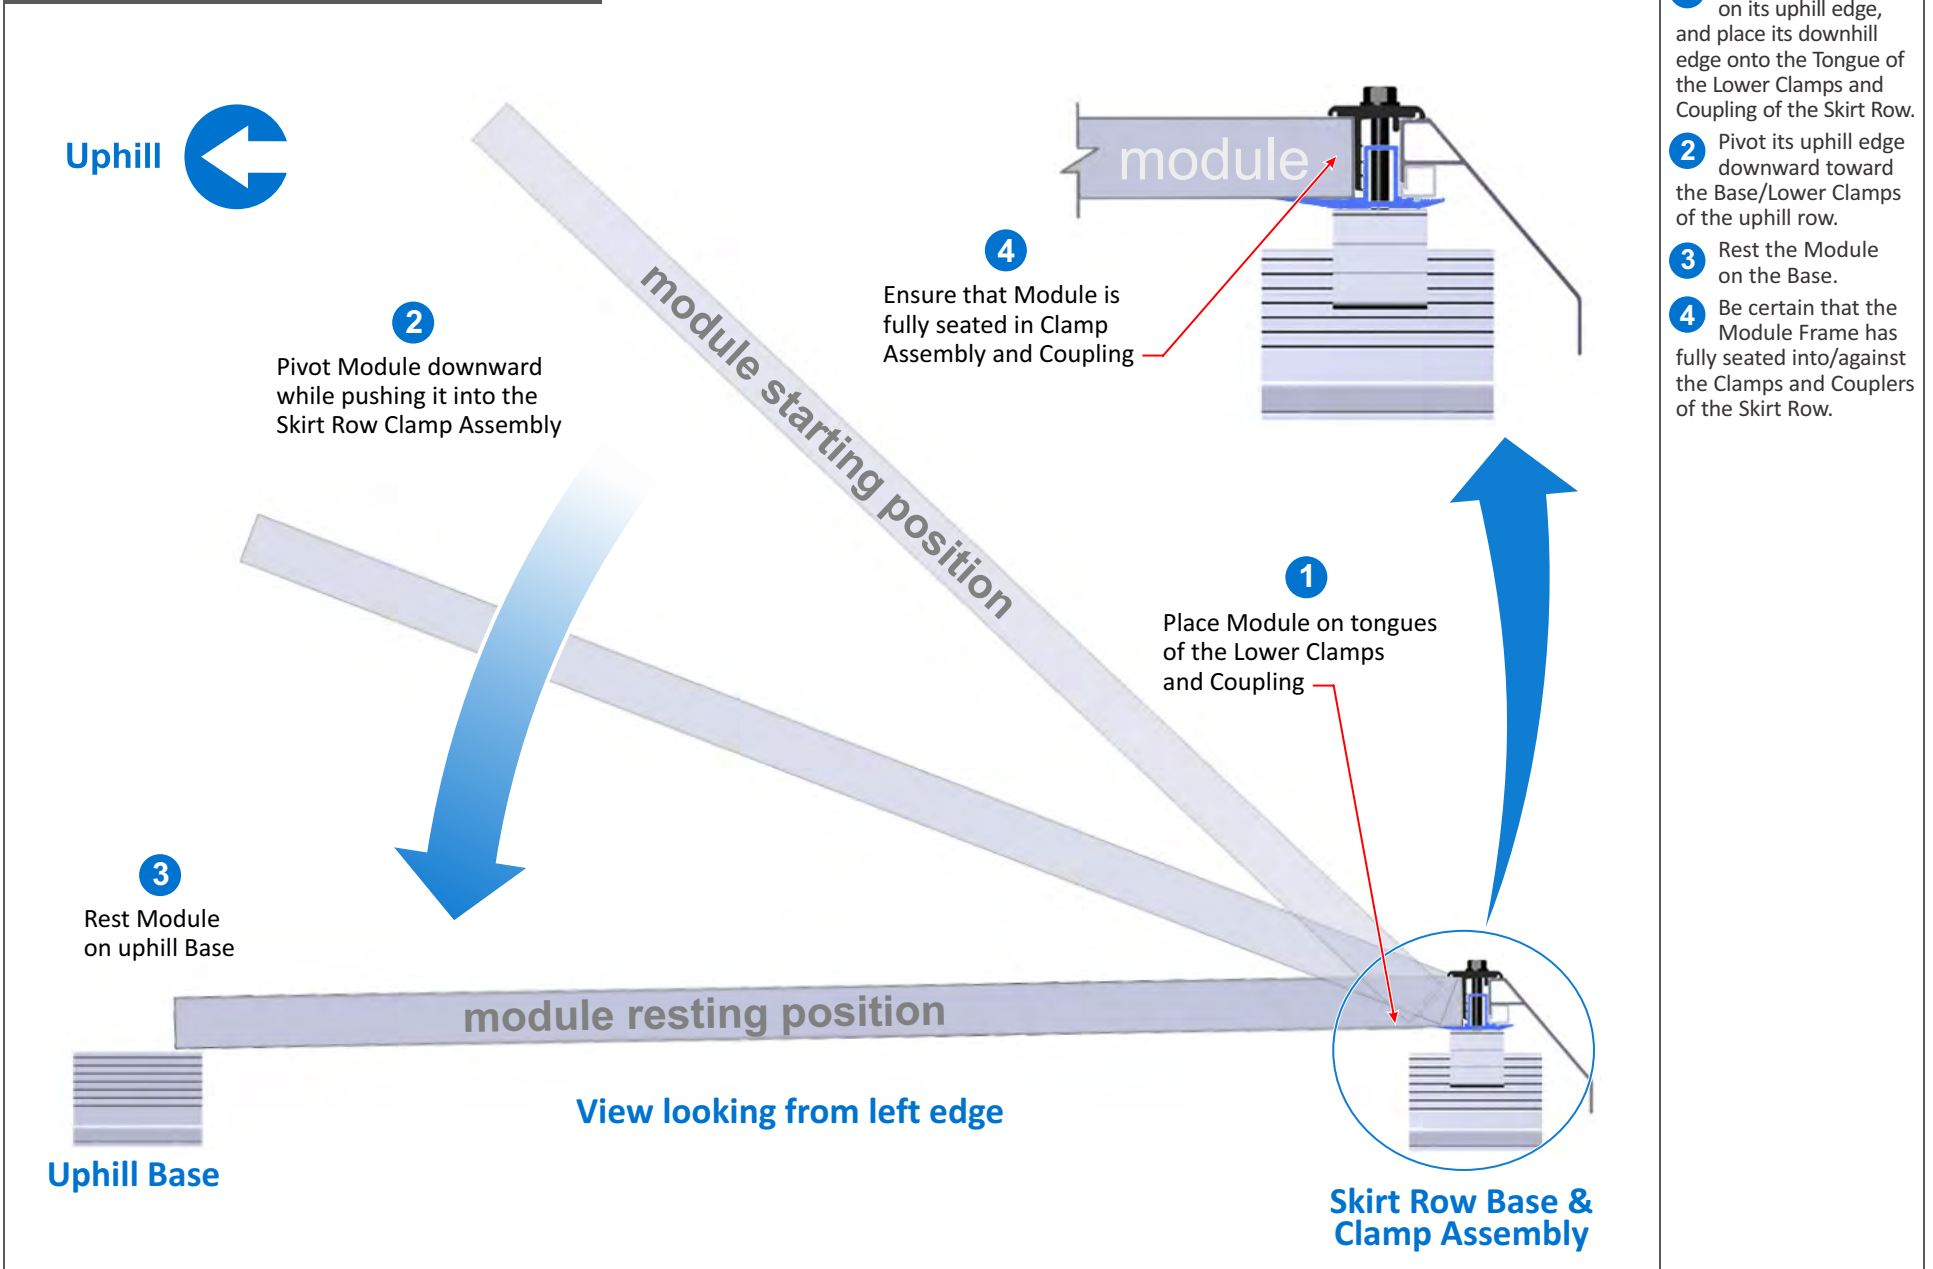 Uphill
module
4
Ensure that Module is
fully seated in Clamp
Assembly and Coupling
2
Pivot Module downward
while pushing it into the
Skirt Row Clamp Assembly
module starting position
1
Place Module on tongues
of the Lower Clamps
and Coupling
3
Rest Module
on uphill Base
module resting position
View looking from left edge
Uphill Base
Skirt Row Base &
Clamp Assembly
on its uphill edge,
and place its downhill
edge onto the Tongue of
the Lower Clamps and
Coupling of the Skirt Row.
2 Pivot its uphill edge
downward toward
the Base/Lower Clamps
of the uphill row.
3 Rest the Module
on the Base.
4 Be certain that the
Module Frame has
fully seated into/against
the Clamps and Couplers
of the Skirt Row.